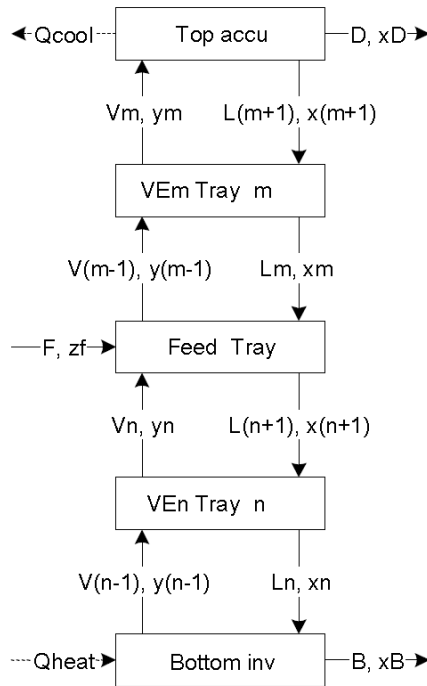 Qcool Top accu D, xD
Vm, ym L(m+1), x(m+1)
VEm Tray m
V(m-1), y(m-1) Lm, xm
F, zf Feed Tray
Vn, yn L(n+1), x(n+1)
VEn Tray n
V(n-1), y(n-1) Ln, xn
Qheat Bottom inv B, xB